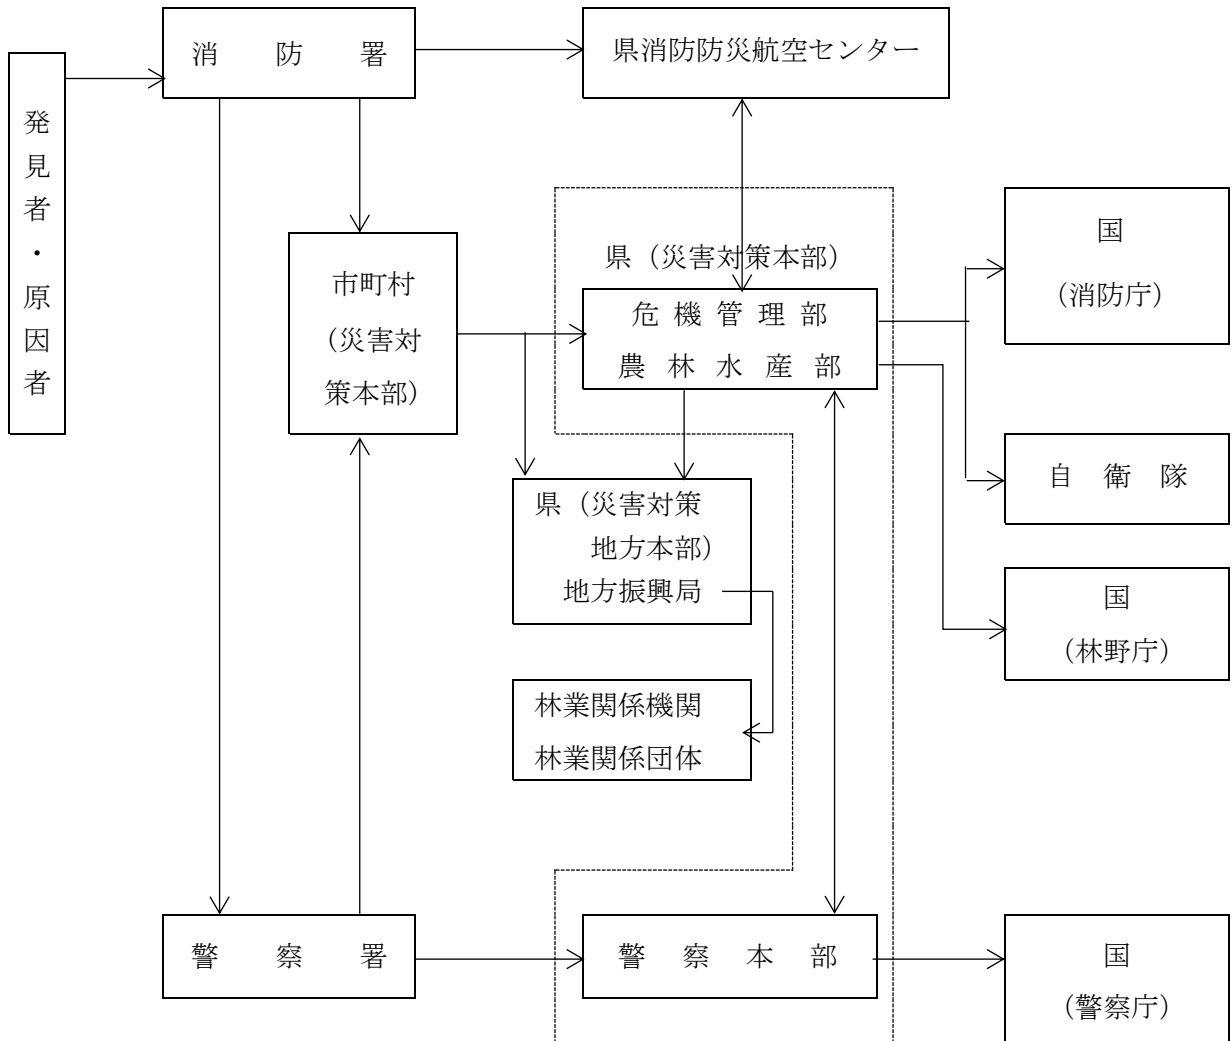 発見者・原因者
消防署
県消防防災航空センター
市町村
（災害対
策本部）
県（災害対策本部）
危機管理部
農林水産部
国
（消防庁）
自衛隊
県（災害対策
地方本部）
地方振興局
国
（林野庁）
林業関係機関
林業関係団体
警察署
警察本部
国
（警察庁）